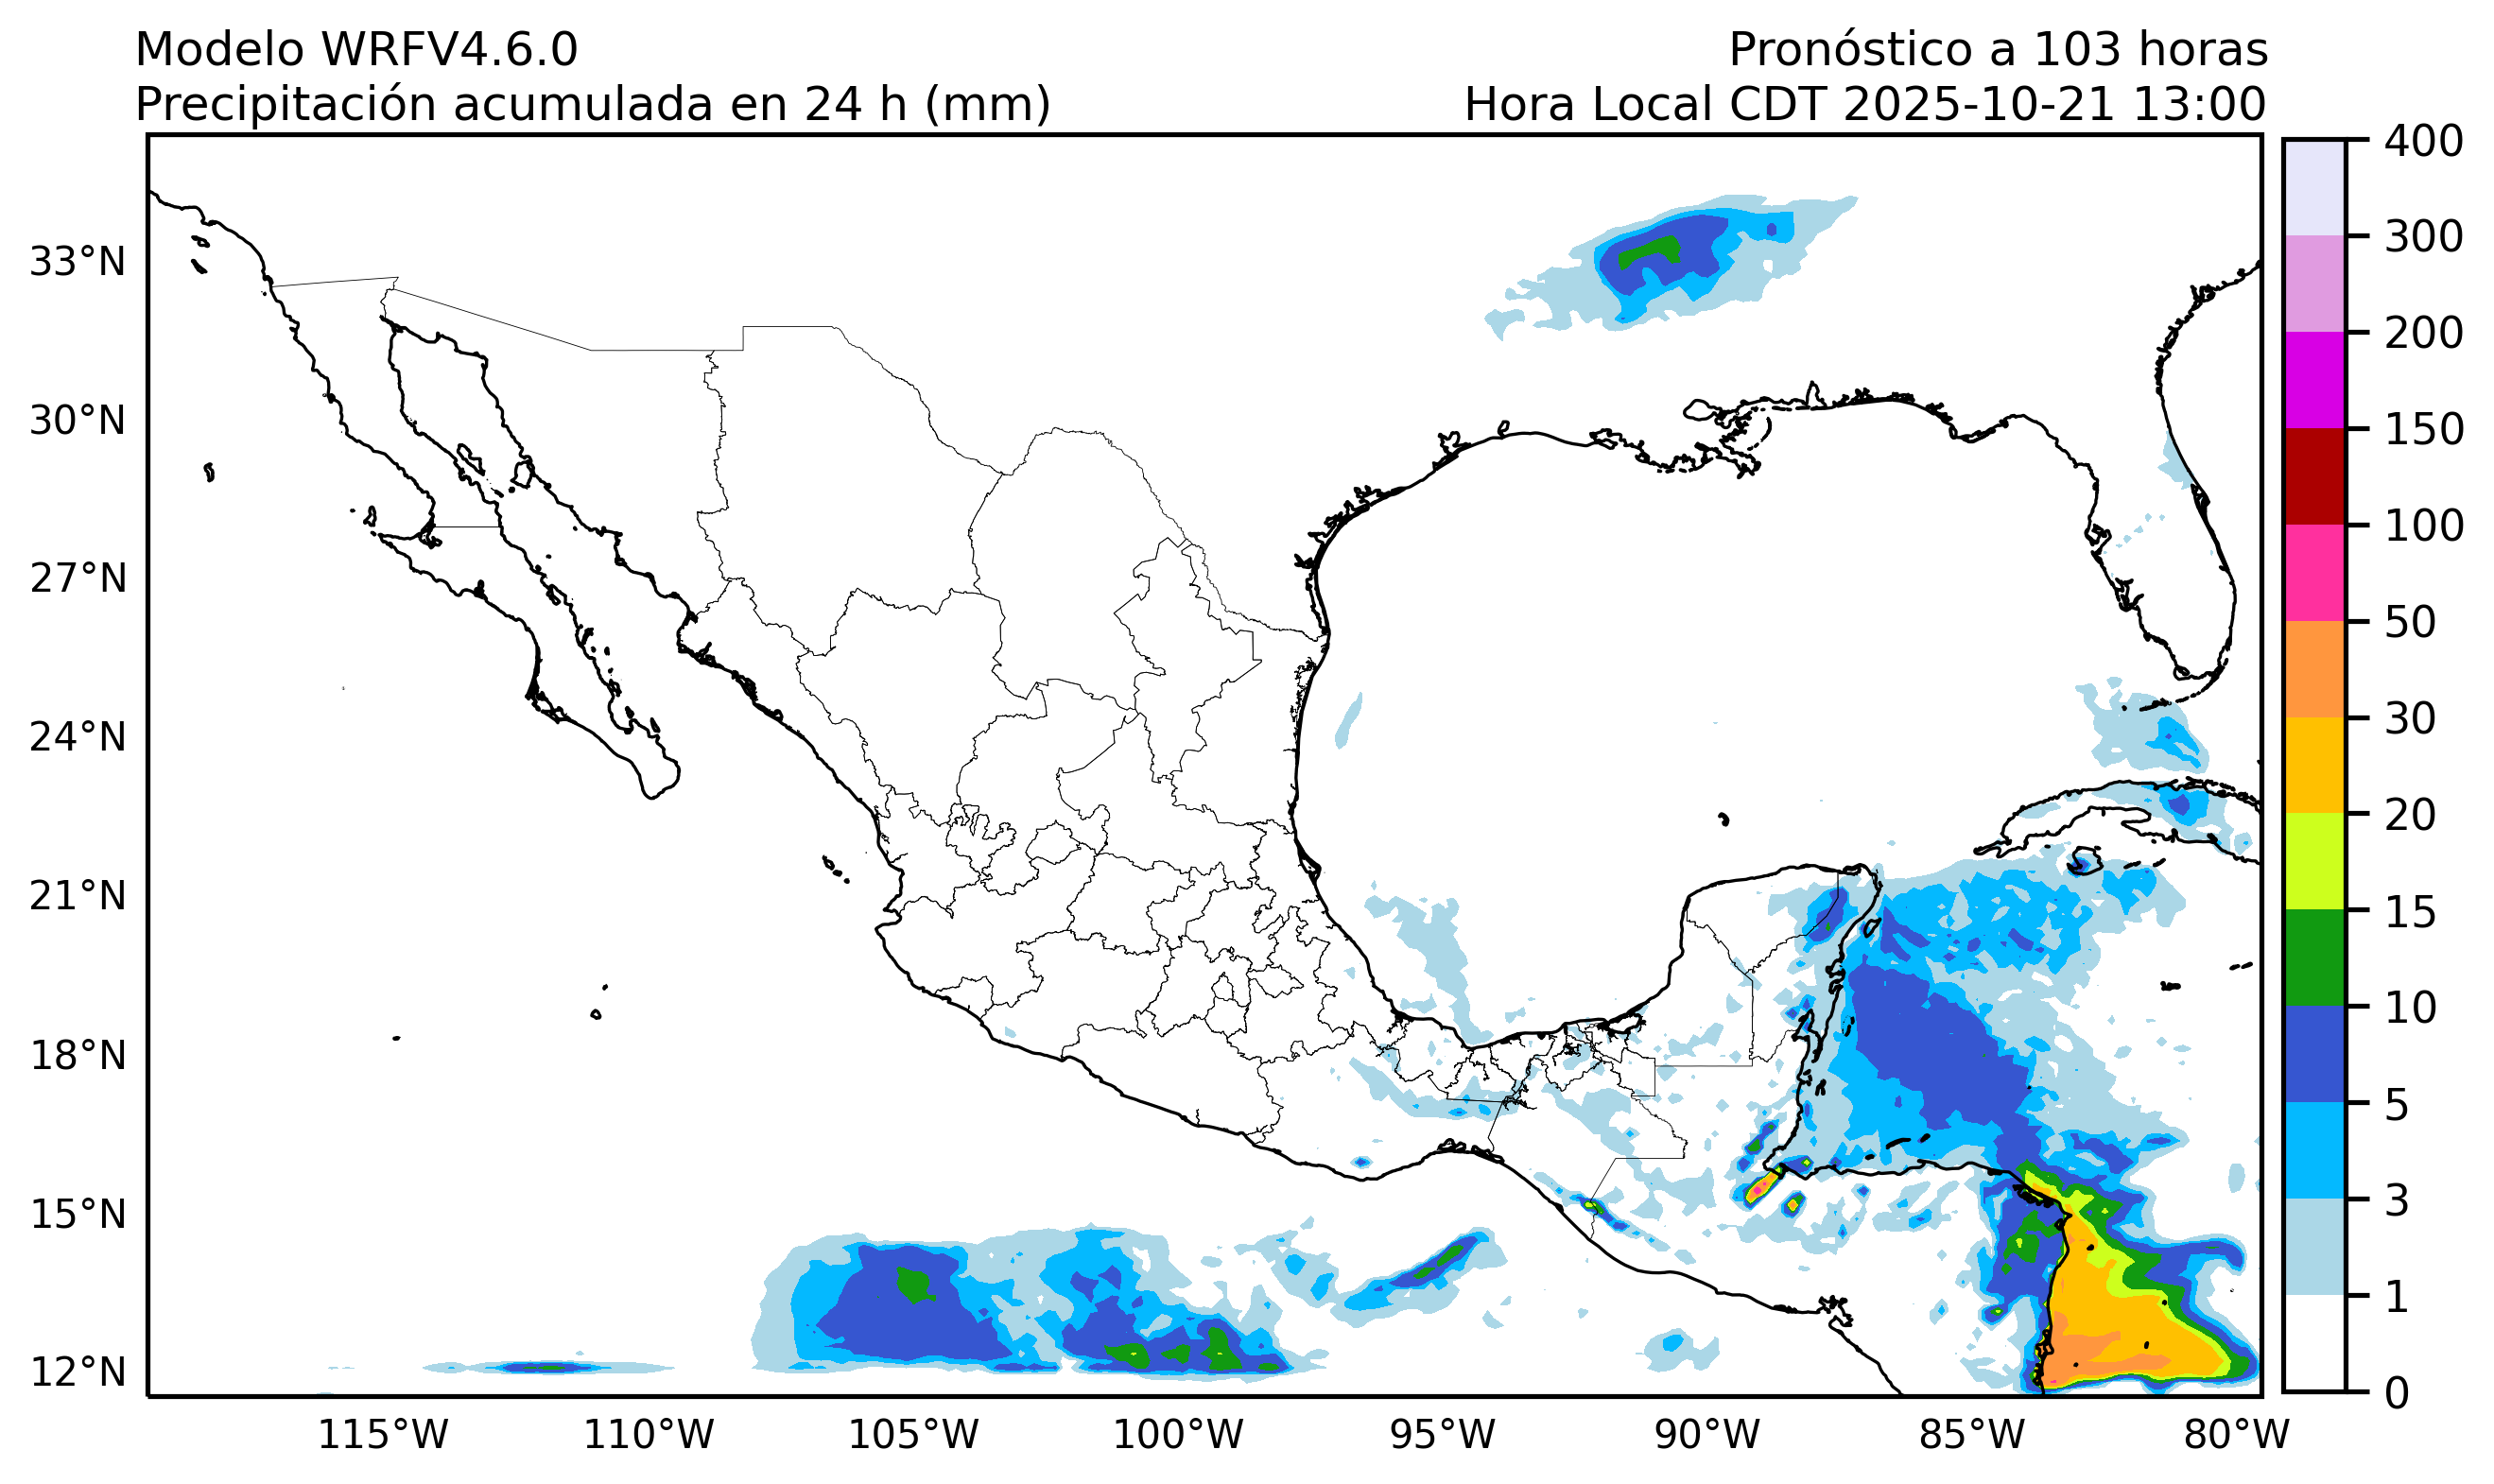 Modelo WRFV4.6.0
Pronóstico a 103 horas
Precipitación acumulada en 24 h (mm)
Hora Local CDT 2025-10-21 13:00
33°N
30°N
27°N
24°N
21°N
18°N
15°N
12°N
115°W
110°W
105°W
100°W
95°W
90°W
85°W
80°W
400
300
200
150
100
50
30
20
15
10
5
3
1
0